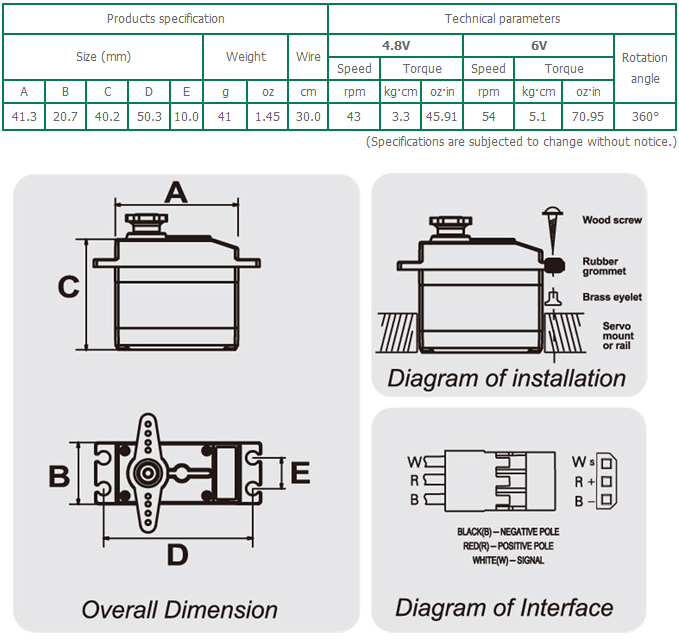 Products specification Technical parameters
Size (mm) Weight Wire 4.8V 6V Rotation angle
Speed Torque Speed Torque
A B C D E g oz cm rpm kg·cm oz·in rpm kg·cm oz·in
41.3 20.7 40.2 50.3 10.0 41 1.45 30.0 43 3.3 45.91 54 5.1 70.95 360°
(Specifications are subjected to change without notice.)
A
C
B
E
D
Overall Dimension
Wood screw
Rubber
grommet
Brass eyelet
Servo
mount
or rail
Diagram of installation
W W s
R R +
B B −
BLACK(B) – NEGATIVE POLE
RED(R) – POSITIVE POLE
WHITE(W) – SIGNAL
Diagram of Interface